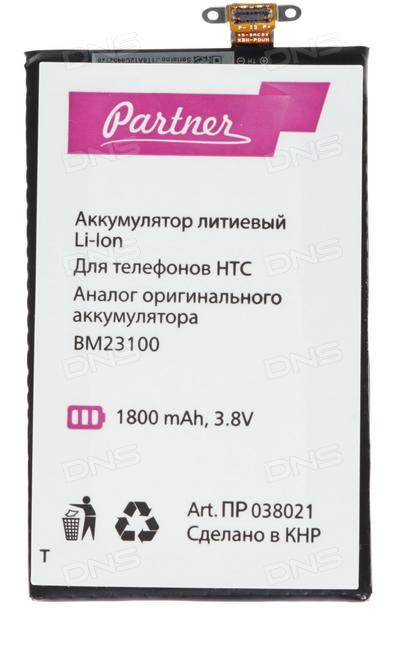 Partner
Аккумулятор литиевый
Li-Ion
Для телефонов HTC
Аналог оригинального
аккумулятора
BM23100
1800 mAh, 3.8V
Art. ПР 038021
Сделано в КНР
T
DNS